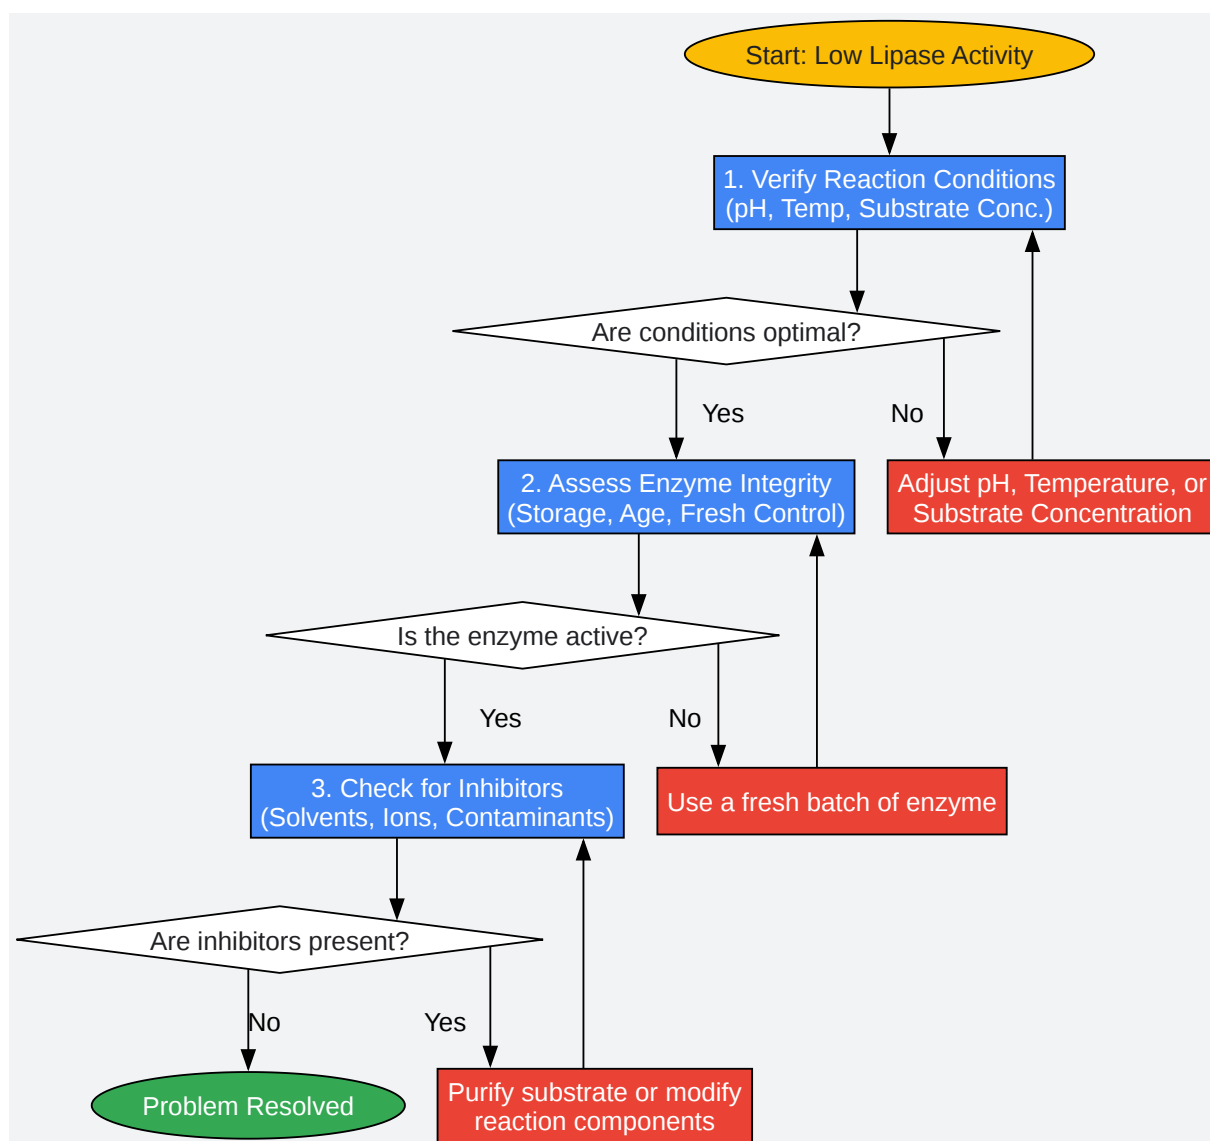 Start: Low Lipase Activity
1. Verify Reaction Conditions
(pH, Temp, Substrate Conc.)
Are conditions optimal?
Yes
No
2. Assess Enzyme Integrity
(Storage, Age, Fresh Control)
Adjust pH, Temperature, or
Substrate Concentration
Is the enzyme active?
Yes
No
3. Check for Inhibitors
(Solvents, Ions, Contaminants)
Use a fresh batch of enzyme
Are inhibitors present?
No
Yes
Problem Resolved
Purify substrate or modify
reaction components